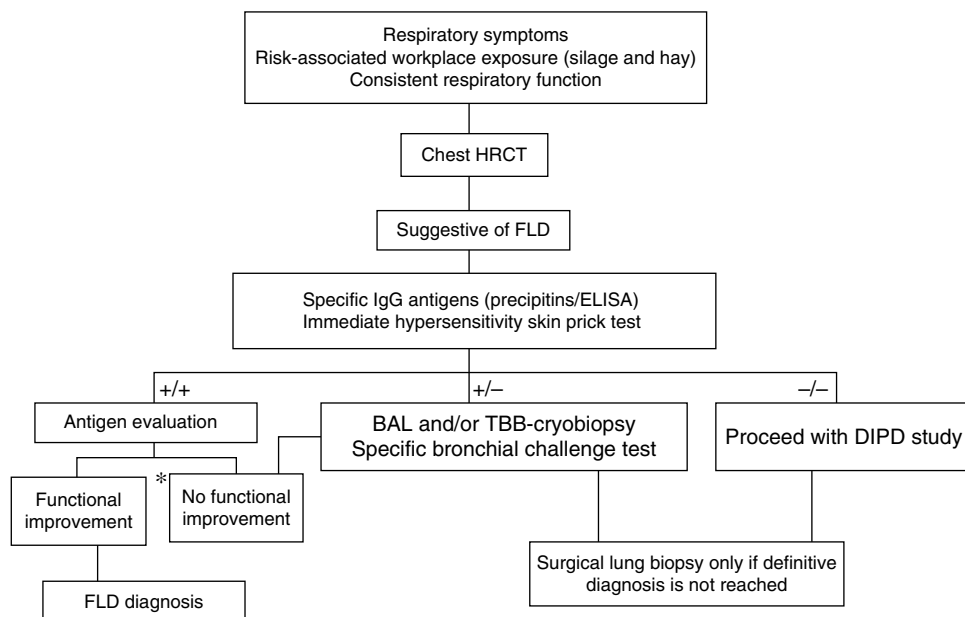 Respiratory symptoms
Risk-associated workplace exposure (silage and hay)
Consistent respiratory function
Chest HRCT
Suggestive of FLD
Specific IgG antigens (precipitins/ELISA)
Immediate hypersensitivity skin prick test
+/+
+/–
–/–
Antigen evaluation
BAL and/or TBB-cryobiopsy
Specific bronchial challenge test
Proceed with DIPD study
*
Functional
improvement
No functional
improvement
Surgical lung biopsy only if definitive
diagnosis is not reached
FLD diagnosis